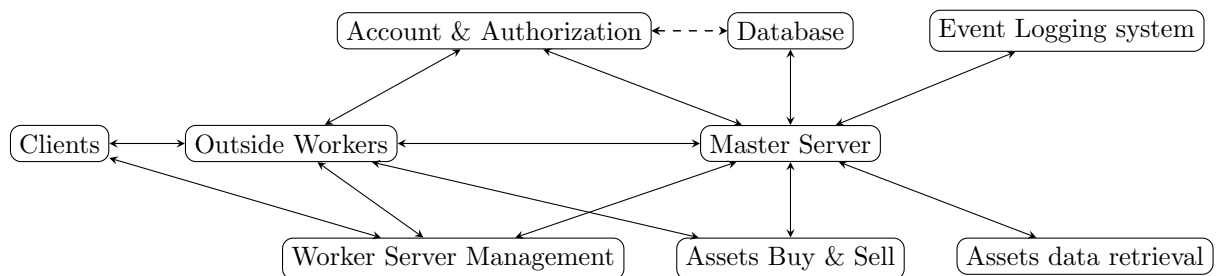 Account & Authorization
Database
Event Logging system
Clients
Outside Workers
Master Server
Worker Server Management
Assets Buy & Sell
Assets data retrieval